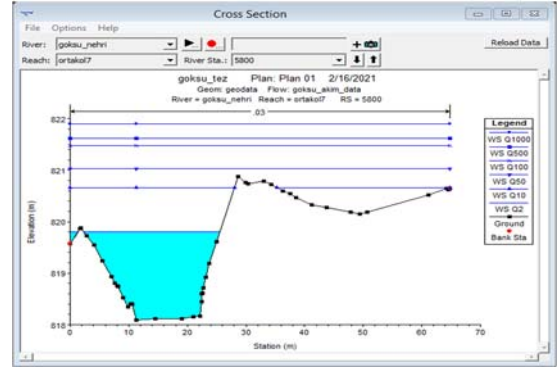 Cross Section
File Options Help
River: goksu_nehri
Reload Data
Reach: ortakol7 River Sta.: 5800
goksu_tez Plan: Plan 01 2/16/2021
Geom: geodata Flow: goksu_akim_data
River = goksu_nehri Reach = ortakol7 RS = 5800
.03
822
821
820
819
818
Elevation (m)
0 10 20 30 40 50 60 70
Station (m)
Legend
WS Q1000
WS Q500
WS Q100
WS Q50
WS Q10
WS Q2
Ground
Bank Sta